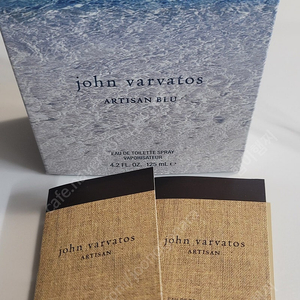 john varvatos
ARTISAN BLU
EAU DE TOILETTE SPRAY
VAPORISATEUR
4.2 FL. OZ. 125 mL e
john varvatos
ARTISAN
john varvatos